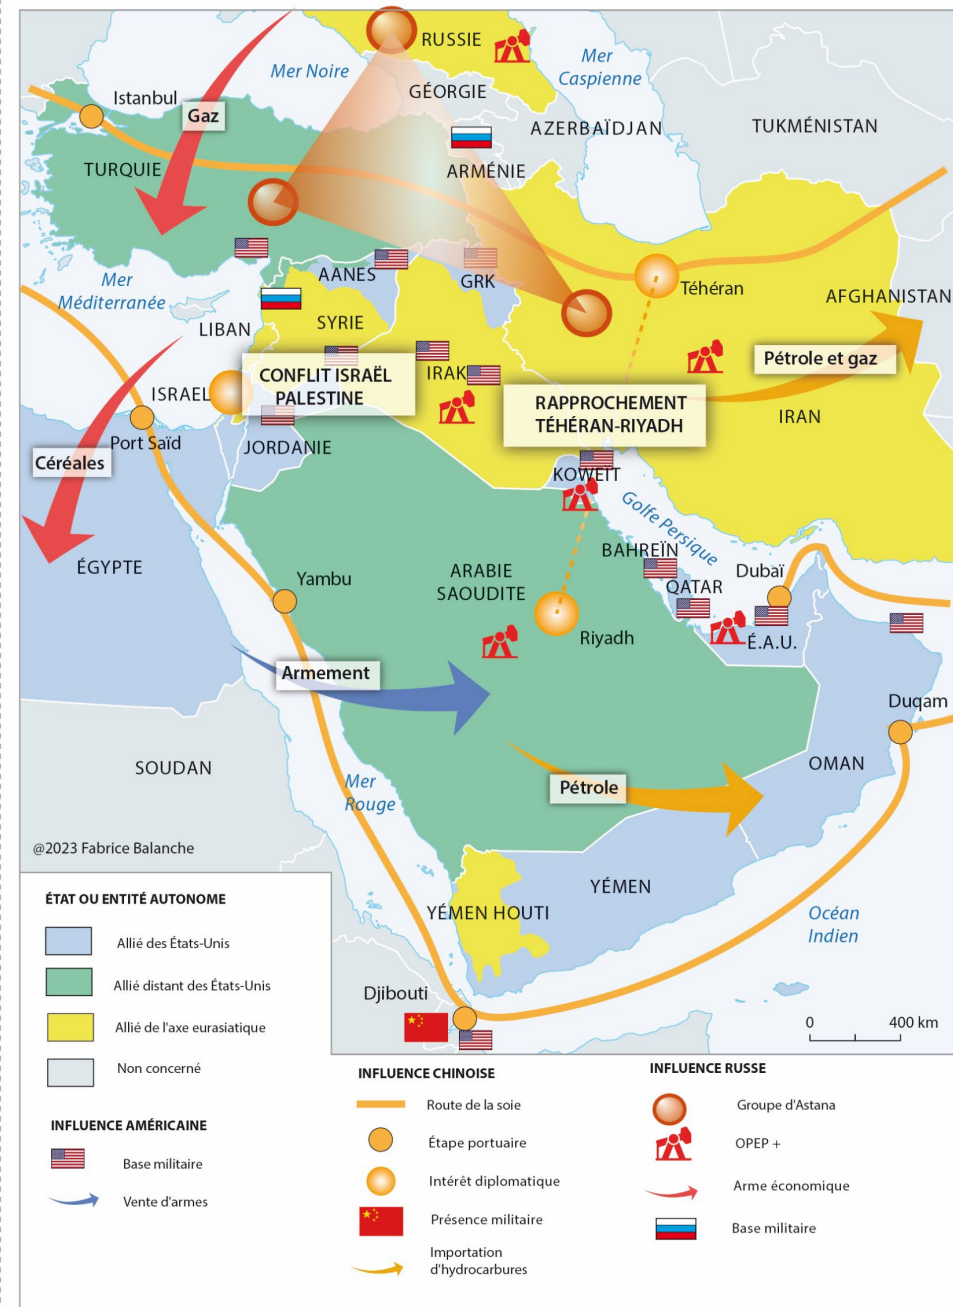 RUSSIE
Mer Noire
Mer
Caspienne
GÉORGIE
Istanbul
Gaz
AZERBAÏDJAN
TUKMÉNISTAN
TURQUIE
ARMÉNIE
Mer
Méditerranée
AANES
GRK
Téhéran
AFGHANISTAN
LIBAN
SYRIE
Pétrole et gaz
CONFLIT ISRAËL
PALESTINE
IRAK
ISRAEL
RAPPROCHEMENT
TÉHÉRAN-RIYADH
IRAN
Port Saïd
JORDANIE
Céréales
KOWEÏT
Golfe Persique
ÉGYPTE
BAHREÏN
Yambu
ARABIE
SAOUDITE
QATAR
Dubaï
Riyadh
É.A.U.
Armement
Duqam
SOUDAN
OMAN
Mer
Rouge
Pétrole
@2023 Fabrice Balanche
YÉMEN
YÉMEN HOUTI
Océan
Indien
Djibouti
0 400 km
ÉTAT OU ENTITÉ AUTONOME
Allié des États-Unis
Allié distant des États-Unis
Allié de l'axe eurasiatique
Non concerné
INFLUENCE AMÉRICAINE
Base militaire
Vente d'armes
INFLUENCE CHINOISE
Route de la soie
Étape portuaire
Intérêt diplomatique
Présence militaire
Importation
d'hydrocarbures
INFLUENCE RUSSE
Groupe d'Astana
OPEP +
Arme économique
Base militaire